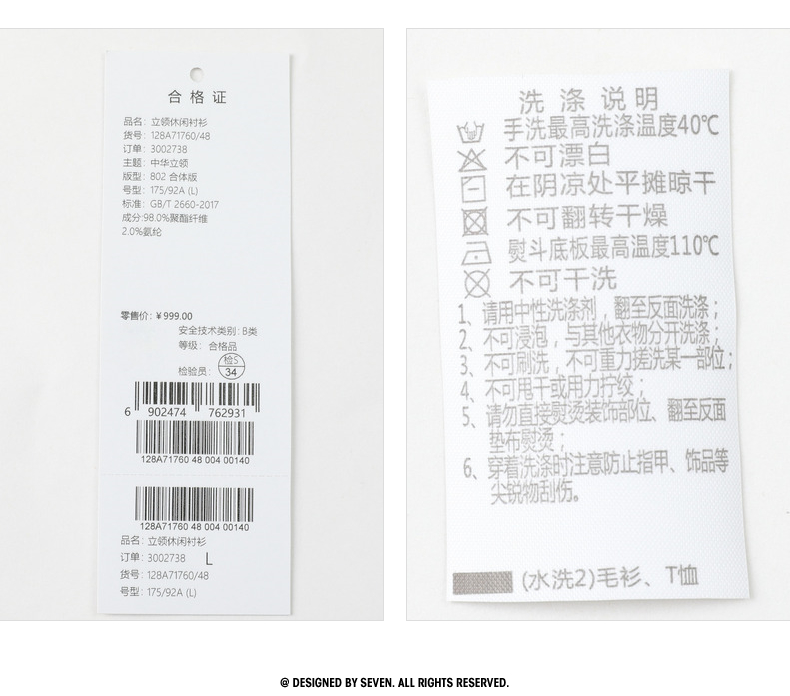 合格证
品名: 立领休闲衬衫
货号: 128A71760/48
订单: 3002738
主题: 中华立领
版型: 802 合体版
号型: 175/92A (L)
标准: GB/T 2660-2017
成分:98.0%聚酯纤维
2.0%氨纶
零售价: ¥999.00
安全技术类别: B类
等级: 合格品
检验员: 检S 34
6 902474 762931
128A71760 48 004 00140
128A71760 48 004 00140
品名: 立领休闲衬衫
订单: 3002738 L
货号: 128A71760/48
号型: 175/92A (L)
洗涤说明
手洗最高洗涤温度40℃
不可漂白
在阴凉处平摊晾干
不可翻转干燥
熨斗底板最高温度110℃
不可干洗
1、请用中性洗涤剂，翻至反面洗涤；
2、不可浸泡，与其他衣物分开洗涤；
3、不可刷洗，不可重力搓洗某一部位；
4、不可甩干或用力拧绞；
5、请勿直接熨烫装饰部位、翻至反面
垫布熨烫；
6、穿着洗涤时注意防止指甲、饰品等
尖锐物刮伤。
(水洗2)毛衫、T恤
@ DESIGNED BY SEVEN. ALL RIGHTS RESERVED.